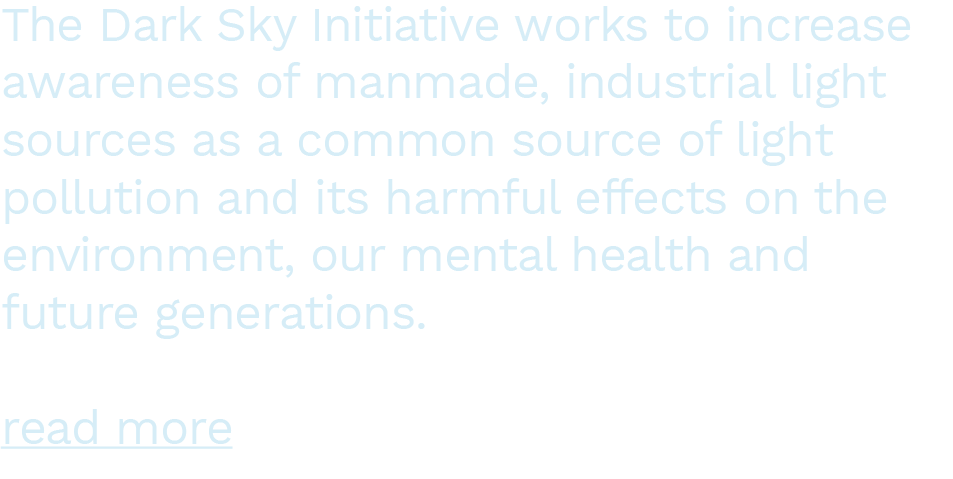 The Dark Sky Initiative works to increase
awareness of manmade, industrial light
sources as a common source of light
pollution and its harmful effects on the
environment, our mental health and
future generations.
read more